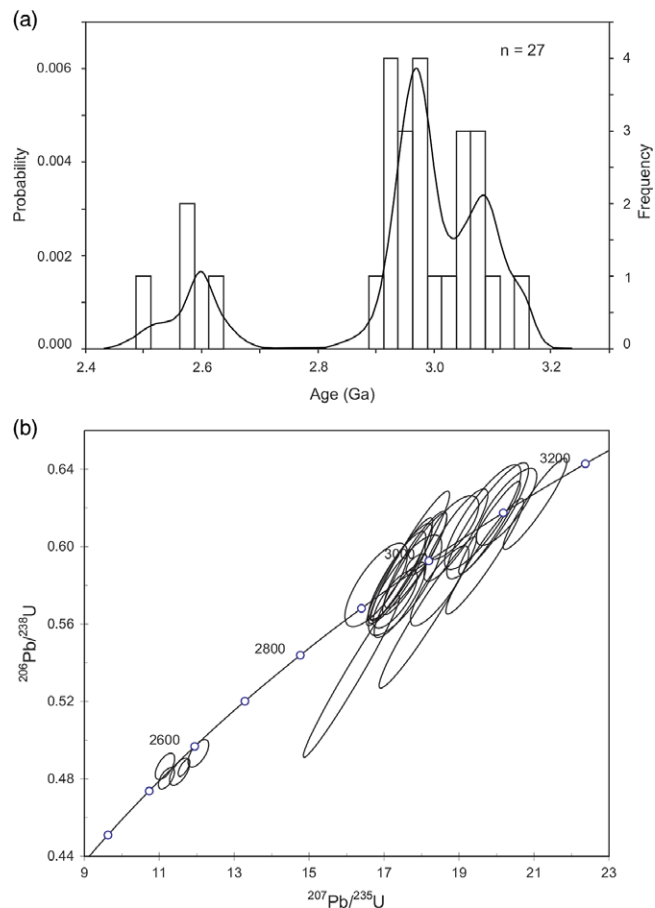 (a)
n = 27
0.006
0.004
0.002
0.000
Probability
4
3
2
1
0
Frequency
2.4 2.6 2.8 3.0 3.2
Age (Ga)
(b)
0.64
0.60
0.56
0.52
0.48
0.44
206Pb/238U
3200
3000
2800
2600
9 11 13 15 17 19 21 23
207Pb/235U